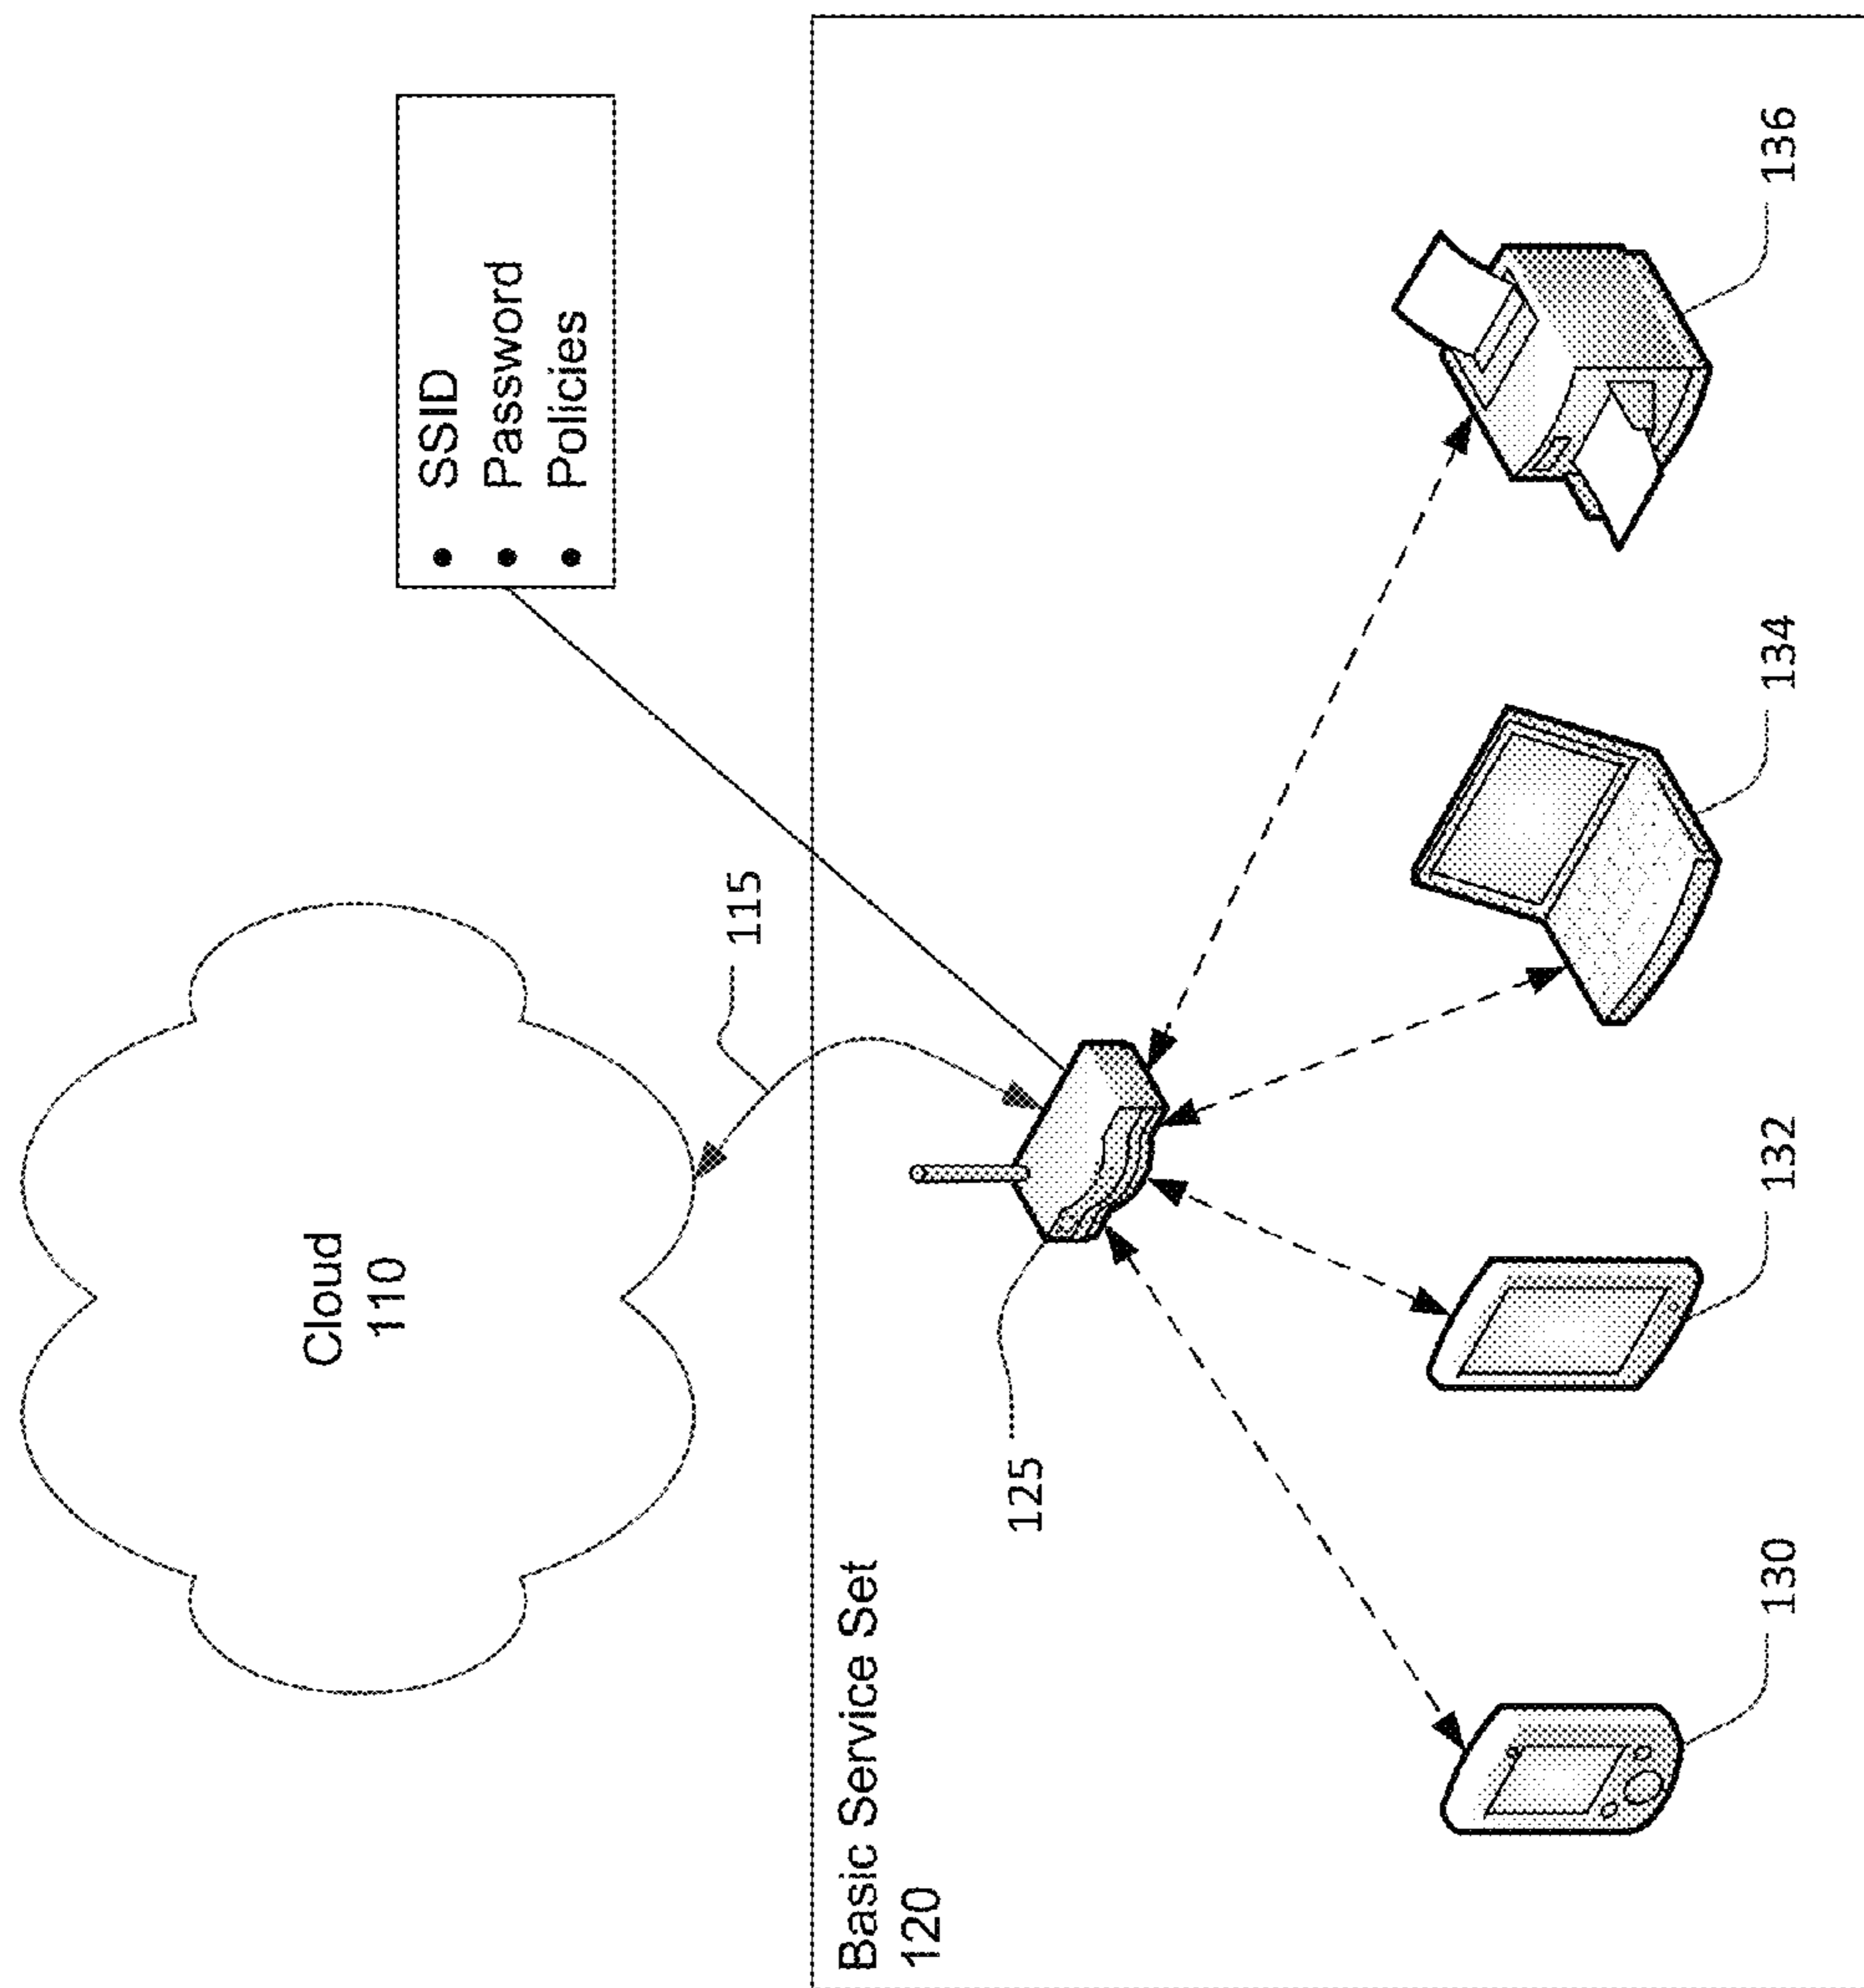 Cloud
110
115
● SSID
● Password
● Policies
Basic Service Set
120
125
130
132
134
136